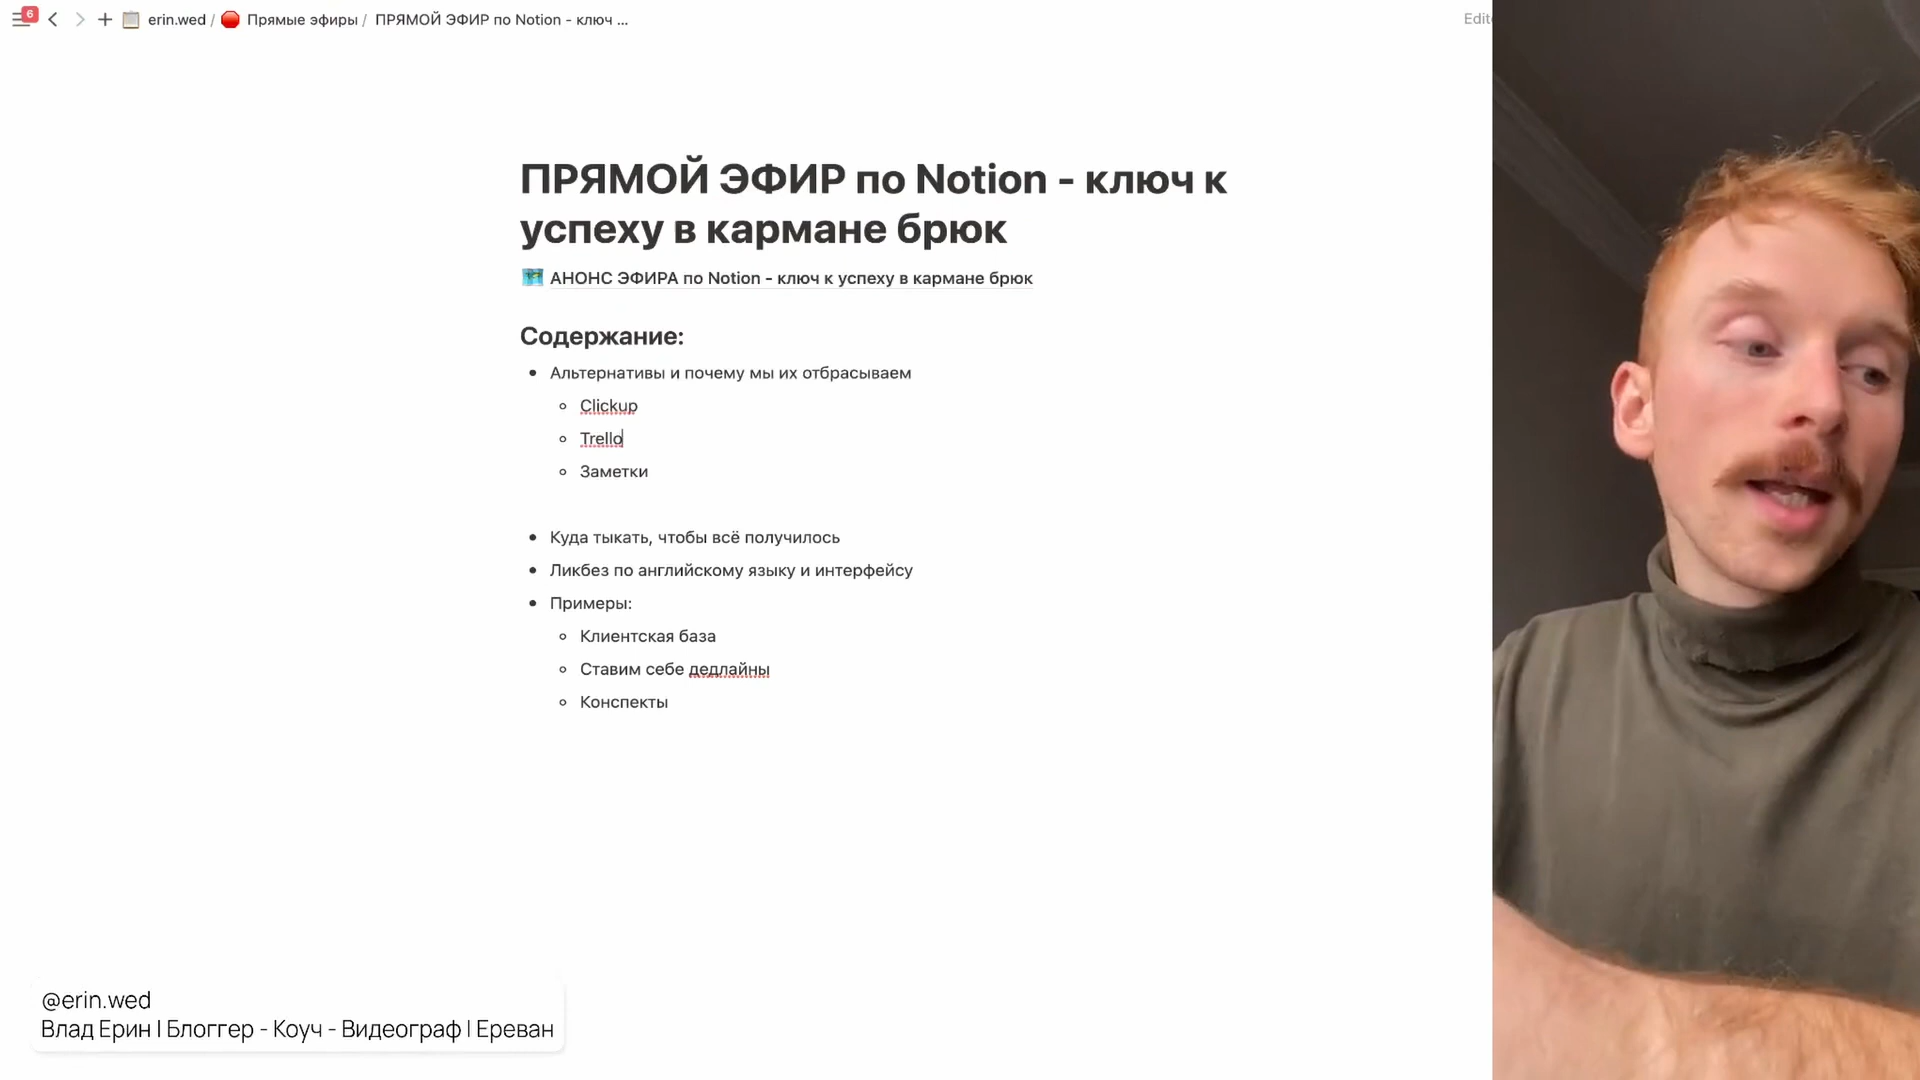 6
erin.wed / Прямые эфиры / ПРЯМОЙ ЭФИР по Notion - ключ ...
Edit
ПРЯМОЙ ЭФИР по Notion - ключ к
успеху в кармане брюк
АНОНС ЭФИРА по Notion - ключ к успеху в кармане брюк
Содержание:
Альтернативы и почему мы их отбрасываем
Clickup
Trello
Заметки
Куда тыкать, чтобы всё получилось
Ликбез по английскому языку и интерфейсу
Примеры:
Клиентская база
Ставим себе дедлайны
Конспекты
@erin.wed
Влад Ерин | Блоггер - Коуч - Видеограф | Ереван